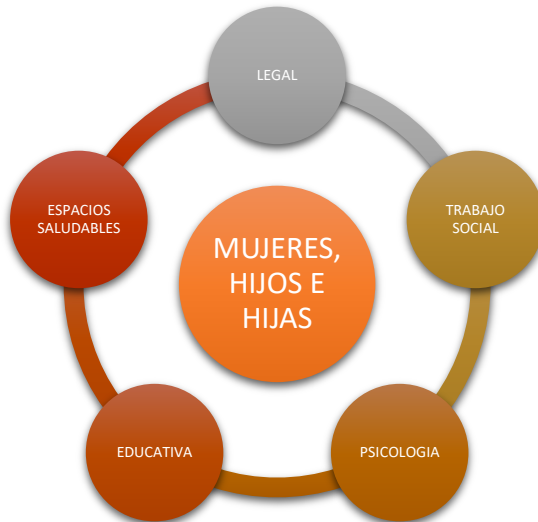 LEGAL
TRABAJO
SOCIAL
PSICOLOGIA
EDUCATIVA
ESPACIOS
SALUDABLES
MUJERES,
HIJOS E
HIJAS